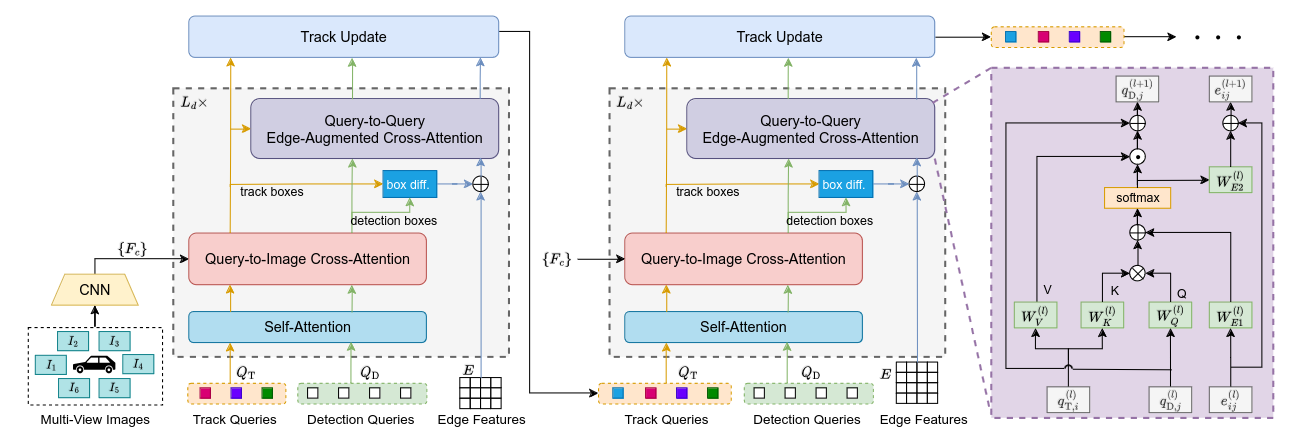 Track Update
$L_d\times$
Query-to-Query
Edge-Augmented Cross-Attention
track boxes
box diff.
detection boxes
$\{F_c\}$
Query-to-Image Cross-Attention
CNN
Self-Attention
$I_2$ $I_3$
$I_1$ $I_4$
$I_6$ $I_5$
Multi-View Images
$Q_\mathrm{T}$
$Q_\mathrm{D}$
$E$
Track Queries
Detection Queries
Edge Features
Track Update
$L_d\times$
Query-to-Query
Edge-Augmented Cross-Attention
track boxes
box diff.
detection boxes
$\{F_c\}$
Query-to-Image Cross-Attention
Self-Attention
$Q_\mathrm{T}$
$Q_\mathrm{D}$
$E$
Track Queries
Detection Queries
Edge Features
$q_{\mathrm{D},j}^{(l+1)}$ $e_{ij}^{(l+1)}$
$W_{E2}^{(l)}$
softmax
V K Q
$W_V^{(l)}$ $W_K^{(l)}$ $W_Q^{(l)}$ $W_{E1}^{(l)}$
$q_{\mathrm{T},i}^{(l)}$ $q_{\mathrm{D},j}^{(l)}$ $e_{ij}^{(l)}$